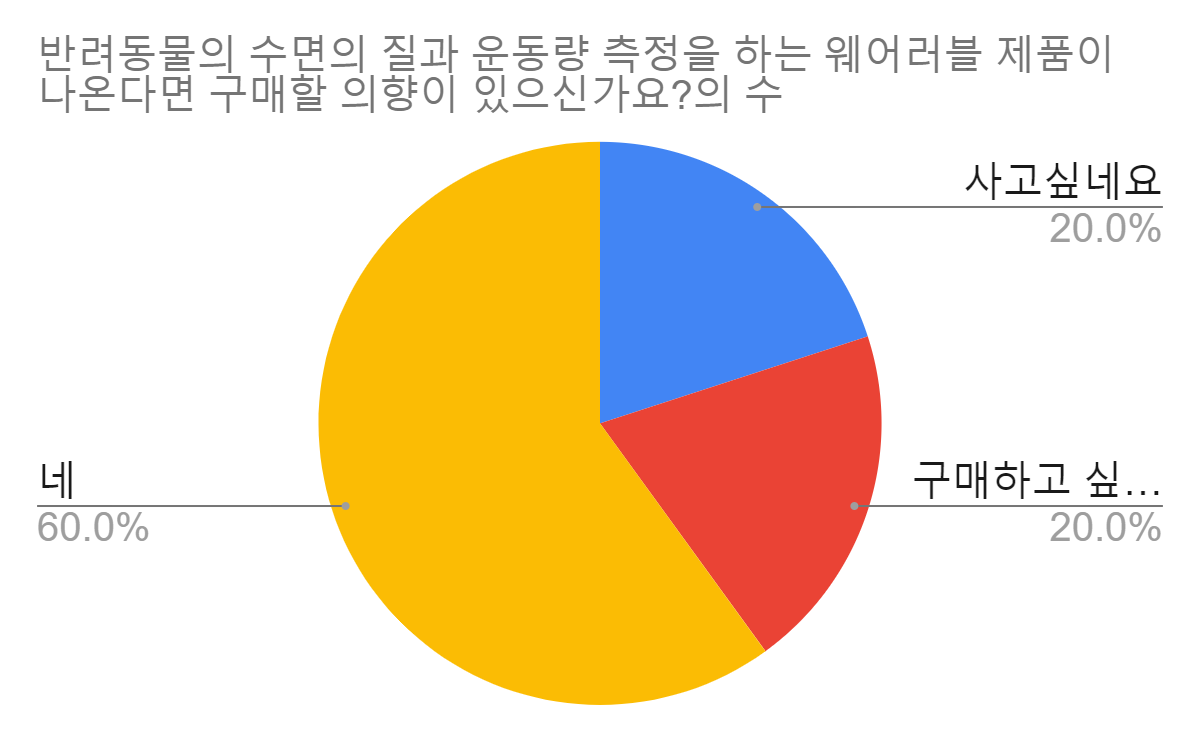 반려동물의 수면의 질과 운동량 측정을 하는 웨어러블 제품이
나온다면 구매할 의향이 있으신가요?의 수
사고싶네요
20.0%
네
60.0%
구매하고 싶…
20.0%